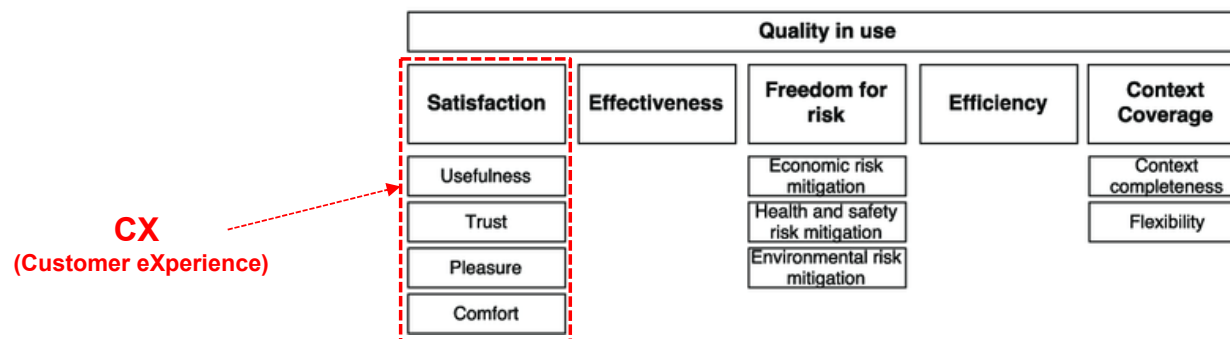 Quality in use
Satisfaction
Effectiveness
Freedom for
risk
Efficiency
Context
Coverage
Usefulness
Trust
Pleasure
Comfort
Economic risk
mitigation
Health and safety
risk mitigation
Environmental risk
mitigation
Context
completeness
Flexibility
CX
(Customer eXperience)